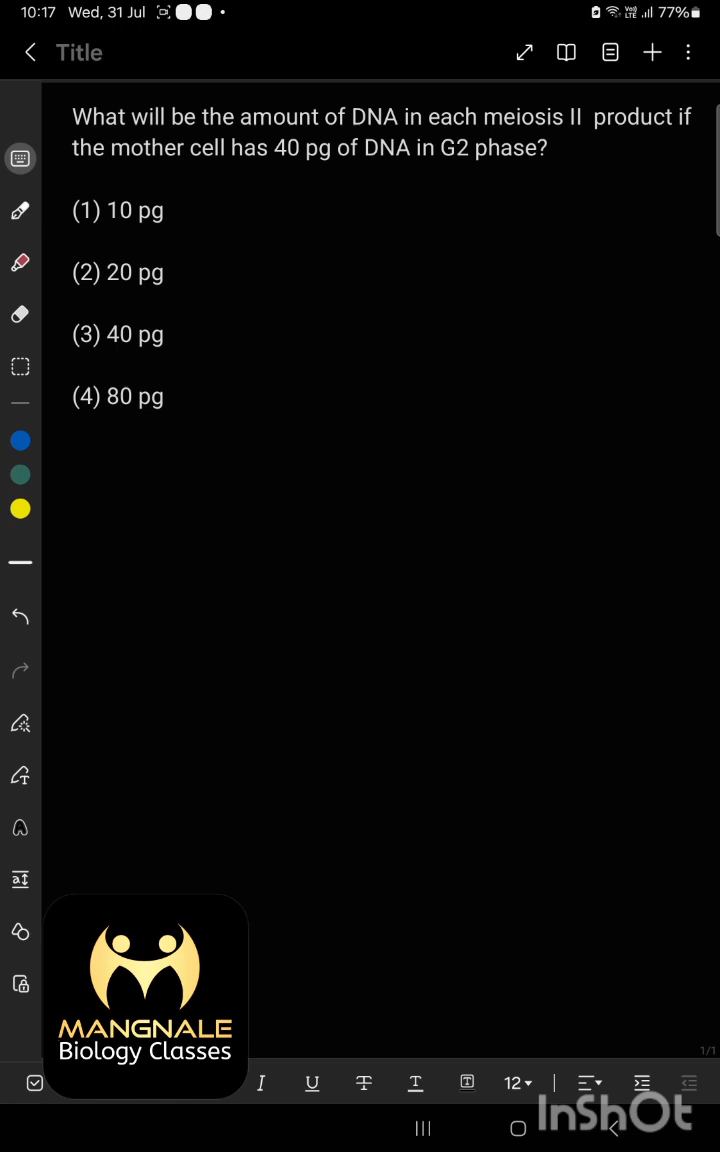 10:17 Wed, 31 Jul
Vo)) LTE 77%
Title
What will be the amount of DNA in each meiosis II product if
the mother cell has 40 pg of DNA in G2 phase?
(1) 10 pg
(2) 20 pg
(3) 40 pg
(4) 80 pg
MANGNALE
Biology Classes
1/1
I U T T T 12
InShOt